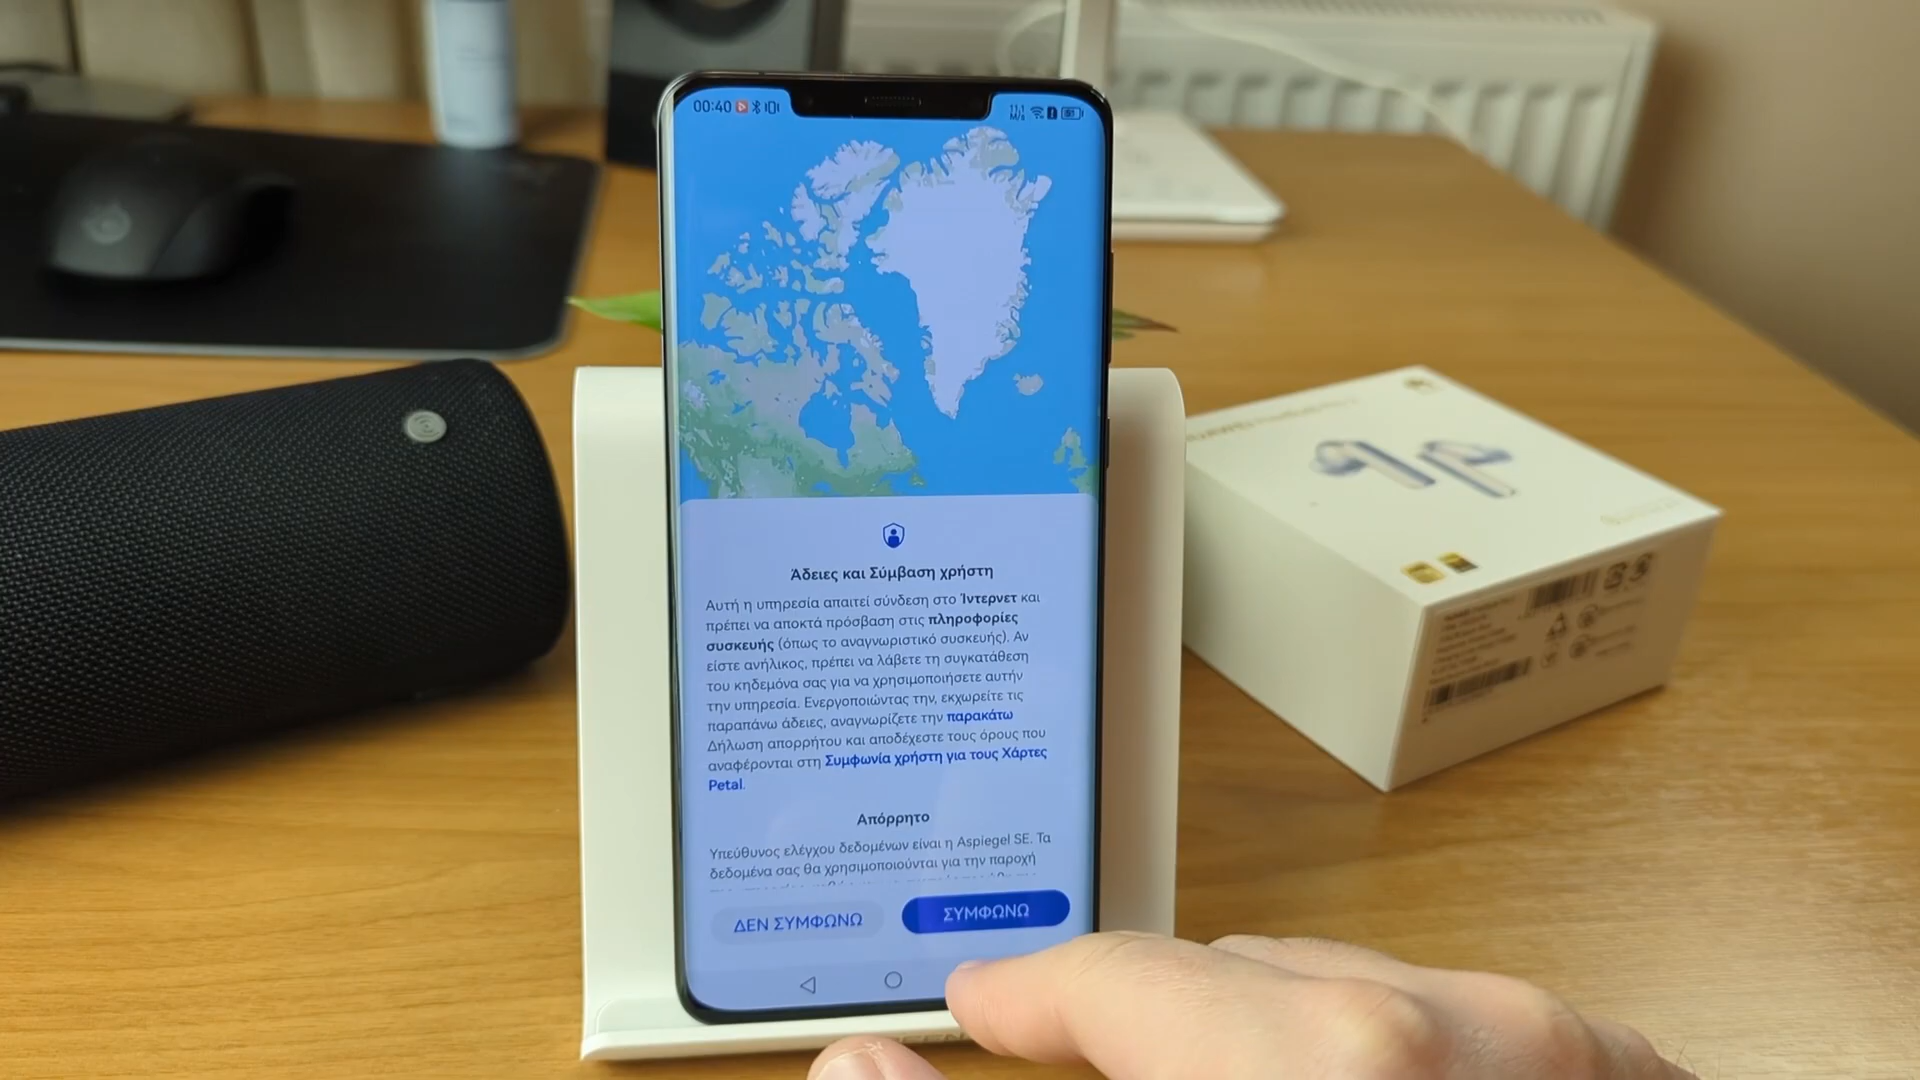 00:40
11,1
M/s
Άδειες και Σύμβαση χρήστη
Αυτή η υπηρεσία απαιτεί σύνδεση στο Ίντερνετ και
πρέπει να αποκτά πρόσβαση στις πληροφορίες
συσκευής (όπως το αναγνωριστικό συσκευής). Αν
είστε ανήλικος, πρέπει να λάβετε τη συγκατάθεση
του κηδεμόνα σας για να χρησιμοποιήσετε αυτήν
την υπηρεσία. Ενεργοποιώντας την, εκχωρείτε τις
παραπάνω άδειες, αναγνωρίζετε την παρακάτω
Δήλωση απορρήτου και αποδέχεστε τους όρους που
αναφέρονται στη Συμφωνία χρήστη για τους Χάρτες
Petal.
Απόρρητο
Υπεύθυνος ελέγχου δεδομένων είναι η Aspiegel SE. Τα
δεδομένα σας θα χρησιμοποιούνται για την παροχή
ΔΕΝ ΣΥΜΦΩΝΩ
ΣΥΜΦΩΝΩ